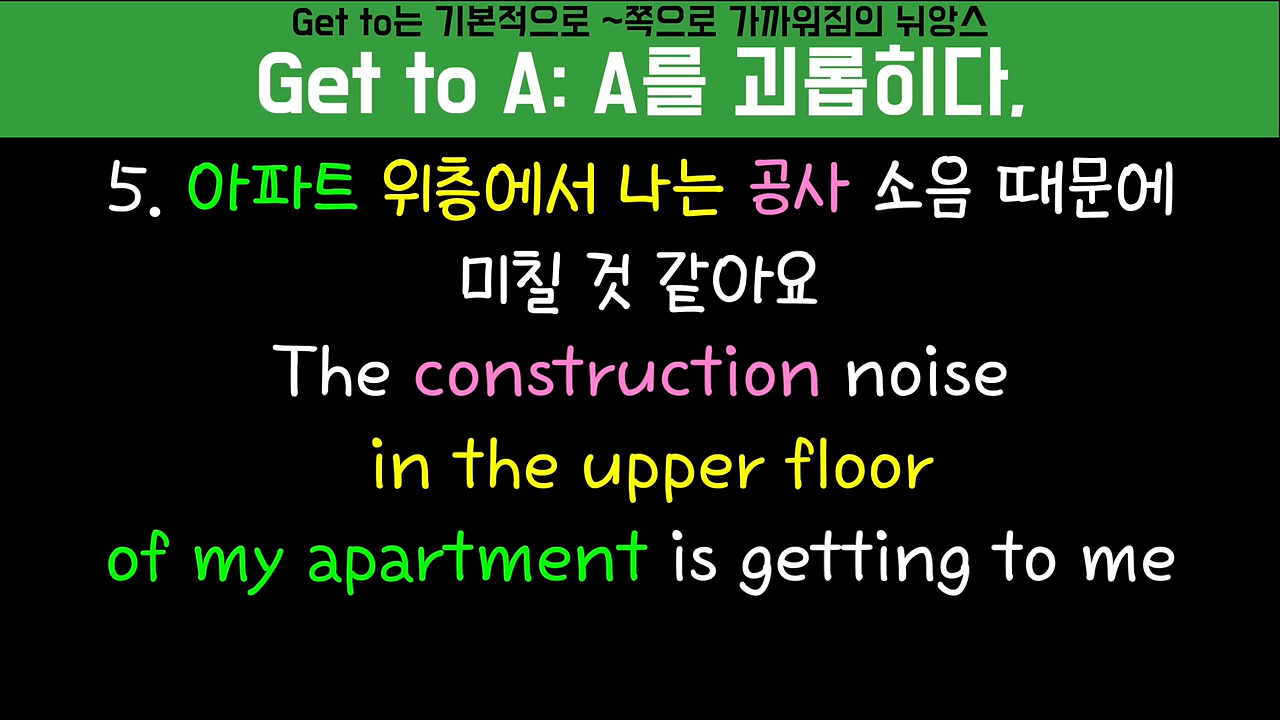 Get to는 기본적으로 ~쪽으로 가까워짐의 뉘앙스
Get to A: A를 괴롭히다.
5. 아파트 위층에서 나는 공사 소음 때문에
미칠 것 같아요
The construction noise
in the upper floor
of my apartment is getting to me